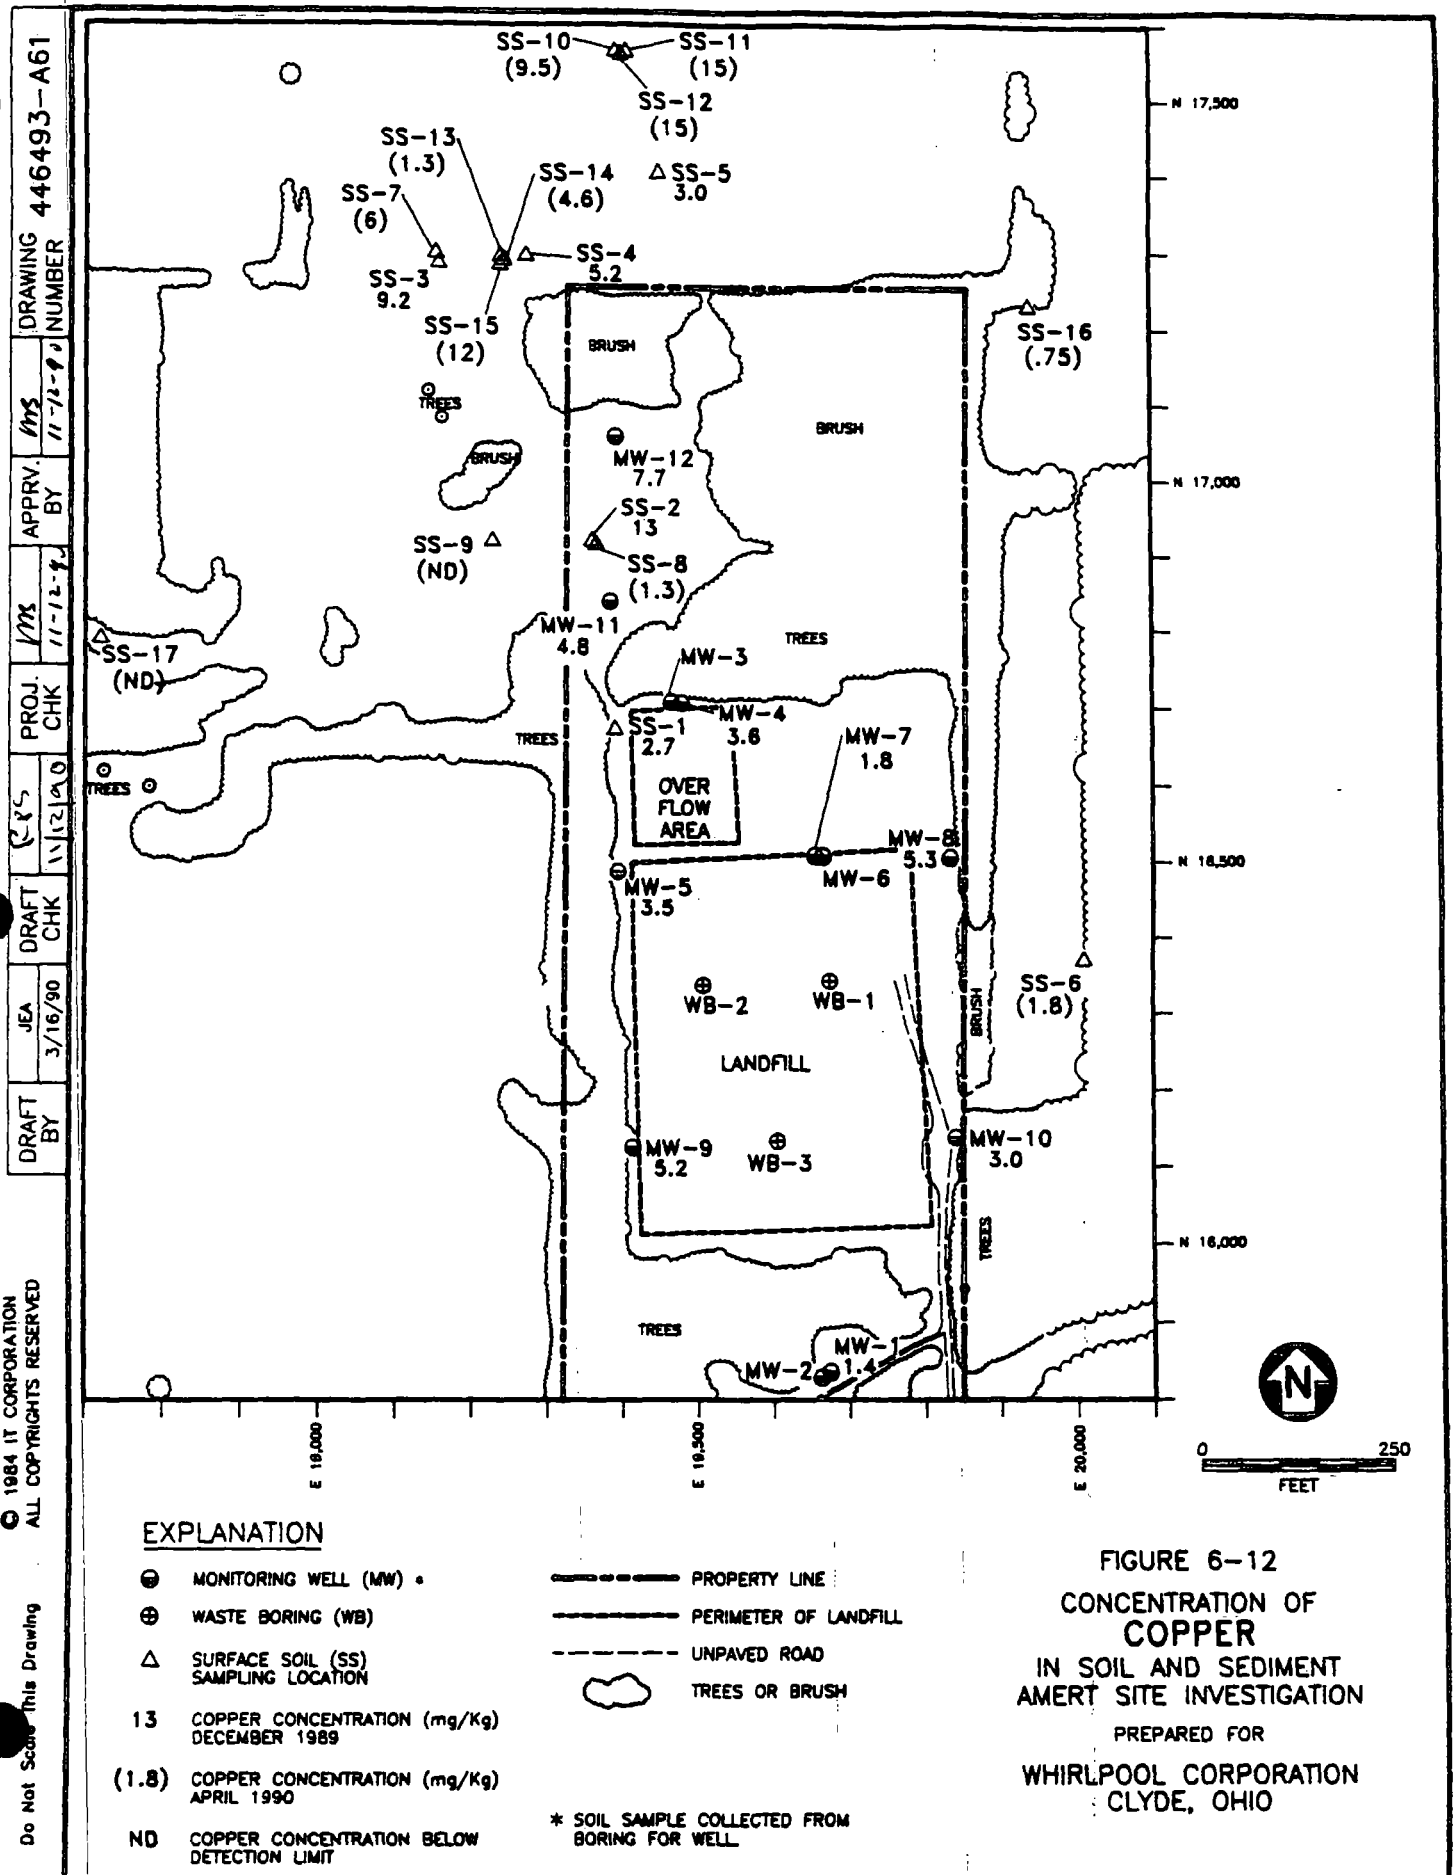 DRAWING NUMBER 446493-A61
APPRV. BY
11-12-90
PROJ. CHK
DRAFT CHK
11/12/90
DRAFT BY
JEA
3/16/90
© 1984 IT CORPORATION
ALL COPYRIGHTS RESERVED
Do Not Scale This Drawing
SS-10
(9.5)
SS-11
(15)
SS-12
(15)
N 17,500
SS-13
(1.3)
SS-14
(4.6)
SS-5
3.0
SS-7
(6)
SS-4
5.2
SS-3
9.2
SS-15
(12)
SS-16
(.75)
BRUSH
TREES
BRUSH
BRUSH
MW-12
7.7
N 17,000
SS-2
13
SS-9
(ND)
SS-8
(1.3)
MW-11
4.8
TREES
SS-17
(ND)
MW-3
MW-4
3.6
SS-1
2.7
TREES
MW-7
1.8
TREES
OVER
FLOW
AREA
MW-8
5.3
N 16,500
MW-6
MW-5
3.5
WB-2
WB-1
SS-6
(1.8)
BRUSH
LANDFILL
MW-9
5.2
WB-3
MW-10
3.0
TREES
N 16,000
TREES
MW-1
1.4
MW-2
N
E 19,500
E 20,000
0 250
FEET
EXPLANATION
MONITORING WELL (MW) *
WASTE BORING (WB)
SURFACE SOIL (SS)
SAMPLING LOCATION
13 COPPER CONCENTRATION (mg/Kg)
DECEMBER 1989
(1.8) COPPER CONCENTRATION (mg/Kg)
APRIL 1990
ND COPPER CONCENTRATION BELOW
DETECTION LIMIT
PROPERTY LINE
PERIMETER OF LANDFILL
UNPAVED ROAD
TREES OR BRUSH
* SOIL SAMPLE COLLECTED FROM
BORING FOR WELL
FIGURE 6-12
CONCENTRATION OF
COPPER
IN SOIL AND SEDIMENT
AMERT SITE INVESTIGATION
PREPARED FOR
WHIRLPOOL CORPORATION
CLYDE, OHIO